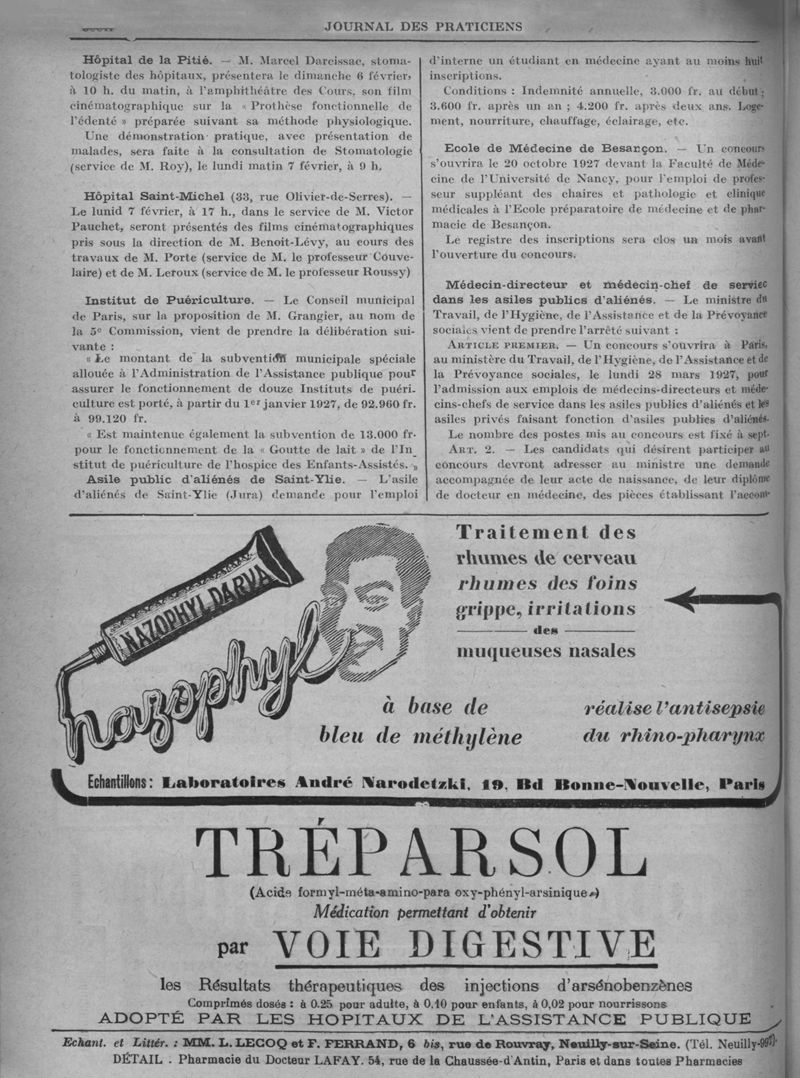 JOURNAL DES PRATICIENS
Hôpital de la Pitié. — M. Marcel Darcissac, stoma-
tologiste des hôpitaux, présentera le dimanche 6 février,
à 10 h. du matin, à l'amphithéâtre des Cours, son film
cinématographique sur la « Prothèse fonctionnelle de
l'édenté » préparée suivant sa méthode physiologique.
Une démonstration pratique, avec présentation de
malades, sera faite à la consultation de Stomatologie
(service de M. Roy), le lundi matin 7 février, à 9 h.
Hôpital Saint-Michel (33, rue Olivier-de-Serres). —
Le lunid 7 février, à 17 h., dans le service de M. Victor
Pauchet, seront présentés des films cinématographiques
pris sous la direction de M. Benoit-Lévy, au cours des
travaux de M. Porte (service de M. le professeur Couve-
laire) et de M. Leroux (service de M. le professeur Roussy)
Institut de Puériculture. — Le Conseil municipal
de Paris, sur la proposition de M. Grangier, au nom de
la 5e Commission, vient de prendre la délibération sui-
vante :
« Le montant de la subvention municipale spéciale
allouée à l'Administration de l'Assistance publique pour
assurer le fonctionnement de douze Instituts de puéri.
culture est porté, à partir du 1er janvier 1927, de 92.960 fr.
à 99.120 fr.
« Est maintenue également la subvention de 13.000 fr-
pour le fonctionnement de la « Goutte de lait » de l'In_
stitut de puériculture de l'hospice des Enfants-Assistés. »
Asile public d'aliénés de Saint-Ylie. — L'asile
d'aliénés de Saint-Ylie (Jura) demande pour l'emploi
d'interne un étudiant en médecine ayant au moins huit
inscriptions.
Conditions : Indemnité annuelle, 3.000 fr. au début ;
3.600 fr. après un an ; 4.200 fr. après deux ans. Loge-
ment, nourriture, chauffage, éclairage, etc.
Ecole de Médecine de Besançon. — Un concours
s'ouvrira le 20 octobre 1927 devant la Faculté de Méde-
cine de l'Université de Nancy, pour l'emploi de profes-
seur suppléant des chaires et pathologie et clinique
médicales à l'Ecole préparatoire de médecine et de phar-
macie de Besançon.
Le registre des inscriptions sera clos un mois avant
l'ouverture du concours.
Médecin-directeur et médecin-chef de service
dans les asiles publics d'aliénés. — Le ministre du
Travail, de l'Hygiène, de l'Assistance et de la Prévoyance
sociales vient de prendre l'arrêté suivant :
ARTICLE PREMIER. — Un concours s'ouvrira à Paris,
au ministère du Travail, de l'Hygiène, de l'Assistance et de
la Prévoyance sociales, le lundi 28 mars 1927, pour
l'admission aux emplois de médecins-directeurs et méde-
cins-chefs de service dans les asiles publics d'aliénés et les
asiles privés faisant fonction d'asiles publics d'aliénés.
Le nombre des postes mis au concours est fixé à sept.
ART. 2. — Les candidats qui désirent participer au
concours devront adresser au ministre une demande
accompagnée de leur acte de naissance, de leur diplôme
de docteur en médecine, des pièces établissant l'accom-
NAZOPHYL DARVA
nazophyl
Traitement des
rhumes de cerveau
rhumes des foins
grippe, irritations
des
muqueuses nasales
à base de
bleu de méthylène
réalise l'antisepsie
du rhino-pharynx
Echantillons : Laboratoires André Narodetzki, 19, Bd Bonne-Nouvelle, Paris
TRÉPARSOL
(Acide formyl-méta-amino-para oxy-phényl-arsinique)
Médication permettant d'obtenir
par VOIE DIGESTIVE
les Résultats thérapeutiques des injections d'arsénobenzènes
Comprimés dosés : à 0.25 pour adulte, à 0,10 pour enfants, à 0,02 pour nourrissons
ADOPTÉ PAR LES HOPITAUX DE L'ASSISTANCE PUBLIQUE
Echant. et Littér. : MM. L. LECOQ et F. FERRAND, 6 bis, rue de Rouvray, Neuilly-sur-Seine. (Tél. Neuilly
DÉTAIL . Pharmacie du Docteur LAFAY. 54, rue de la Chaussée-d'Antin, Paris et dans toutes Pharmacies